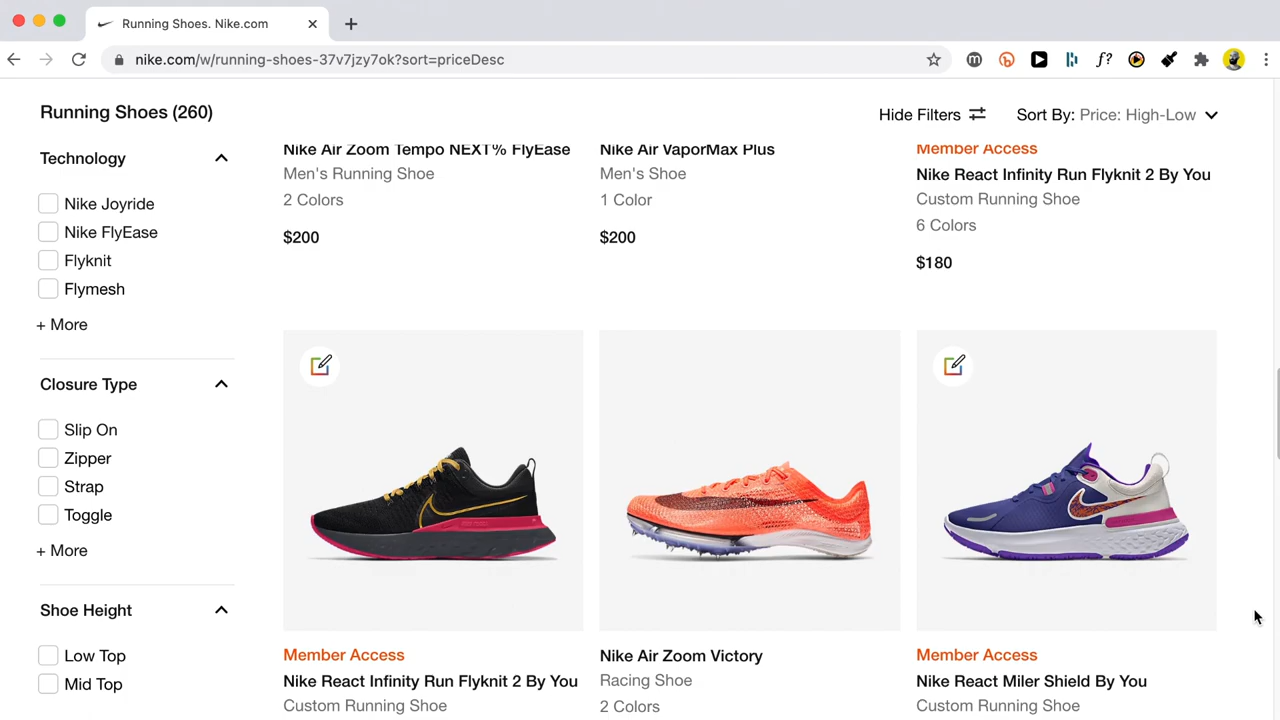 Running Shoes. Nike.com
nike.com/w/running-shoes-37v7jzy7ok?sort=priceDesc
Running Shoes (260)
Hide Filters
Sort By: Price: High-Low
Technology
Nike Joyride
Nike FlyEase
Flyknit
Flymesh
+ More
Closure Type
Slip On
Zipper
Strap
Toggle
+ More
Shoe Height
Low Top
Mid Top
Nike Air Zoom Tempo NEXT% FlyEase
Men's Running Shoe
2 Colors
$200
Nike Air VaporMax Plus
Men's Shoe
1 Color
$200
Member Access
Nike React Infinity Run Flyknit 2 By You
Custom Running Shoe
6 Colors
$180
Member Access
Nike React Infinity Run Flyknit 2 By You
Custom Running Shoe
Nike Air Zoom Victory
Racing Shoe
2 Colors
Member Access
Nike React Miler Shield By You
Custom Running Shoe